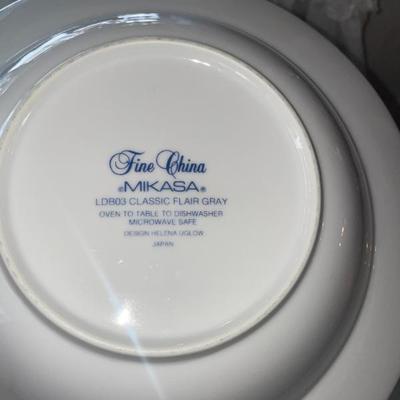 Fine China
®MIKASA®
LDB03 CLASSIC FLAIR GRAY
OVEN TO TABLE TO DISHWASHER
MICROWAVE SAFE
DESIGN HELENA UGLOW
JAPAN